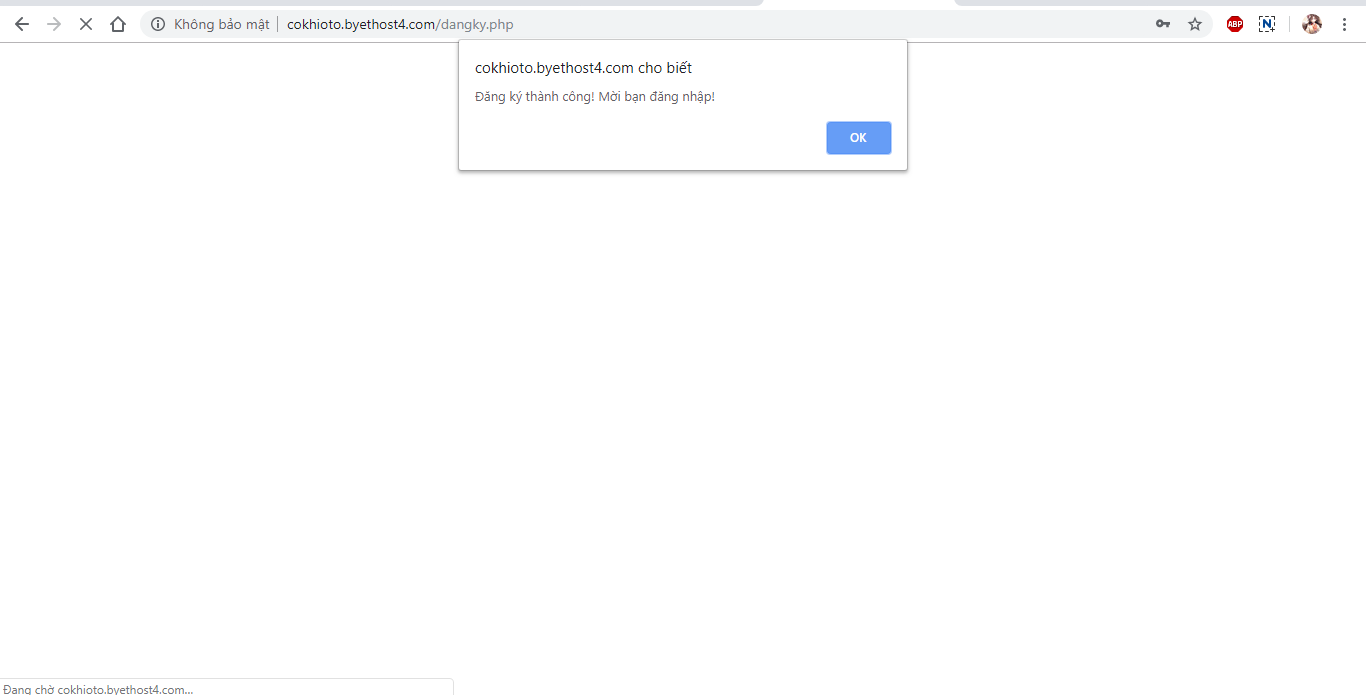 Không bảo mật cokhioto.byethost4.com/dangky.php
ABP
N
cokhioto.byethost4.com cho biết
Đăng ký thành công! Mời bạn đăng nhập!
OK
Đang chờ cokhioto.byethost4.com...